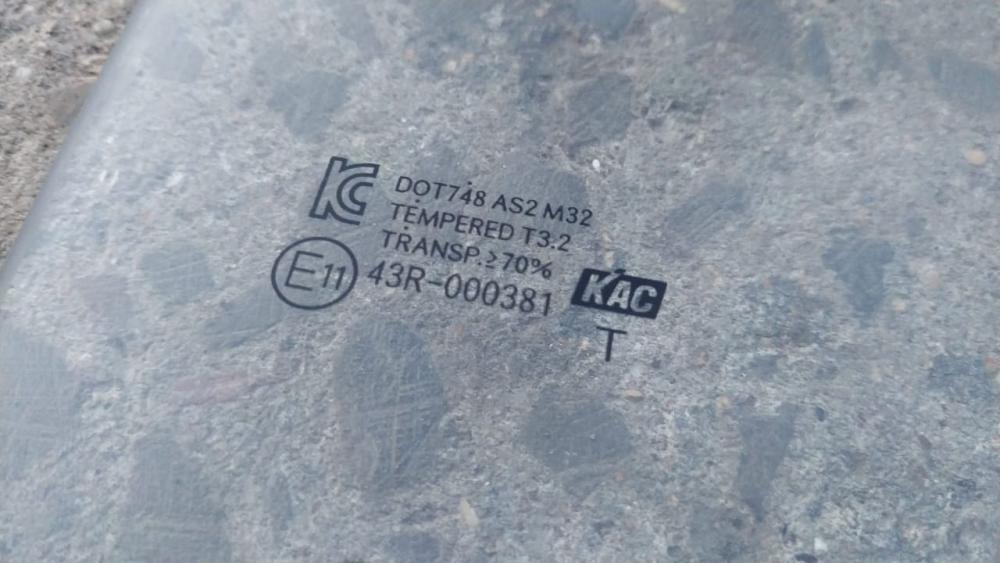 KC DOT748 AS2 M32
TEMPERED T3.2
TRANSP.≥70%
E11 43R-000381 KAC
T